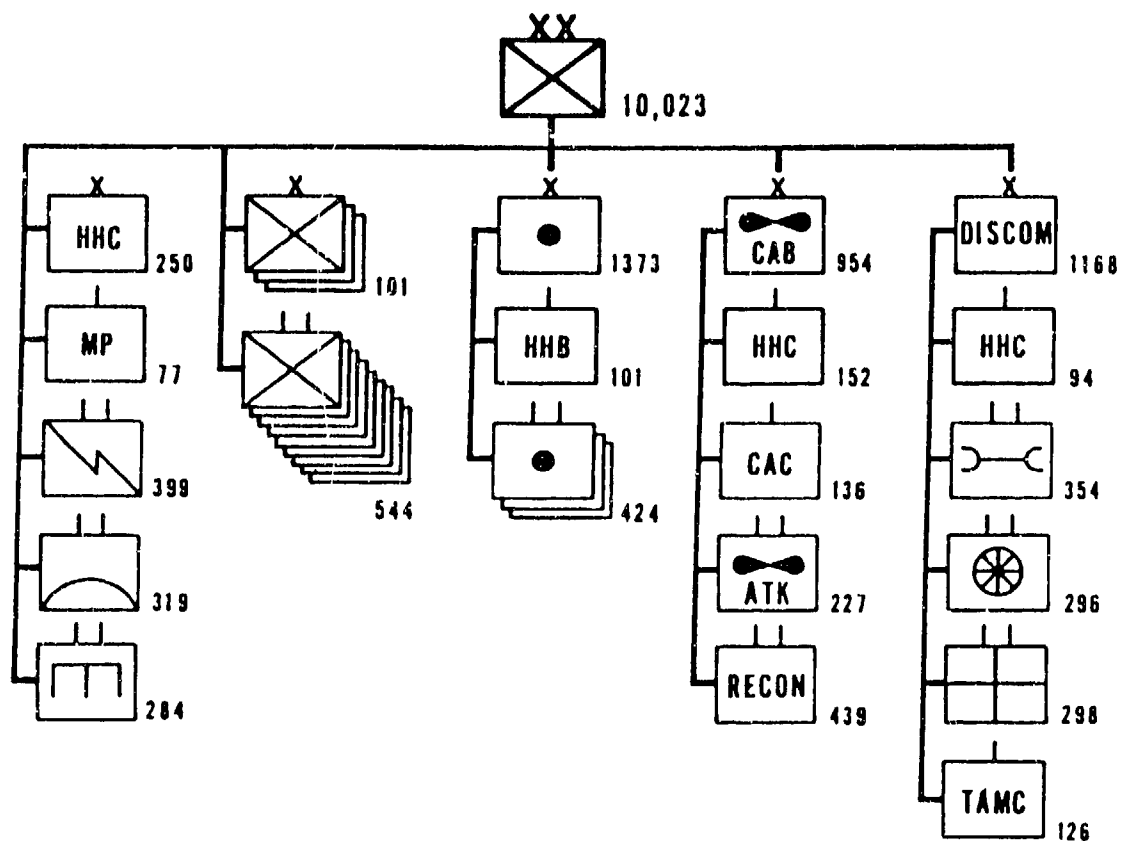 XX
10,023
X
HHC
250
MP
77
399
319
284
X
101
544
X
1373
HHB
101
424
X
CAB
954
HHC
152
CAC
136
ATK
227
RECON
439
X
DISCOM
1168
HHC
94
354
296
298
TAMC
126